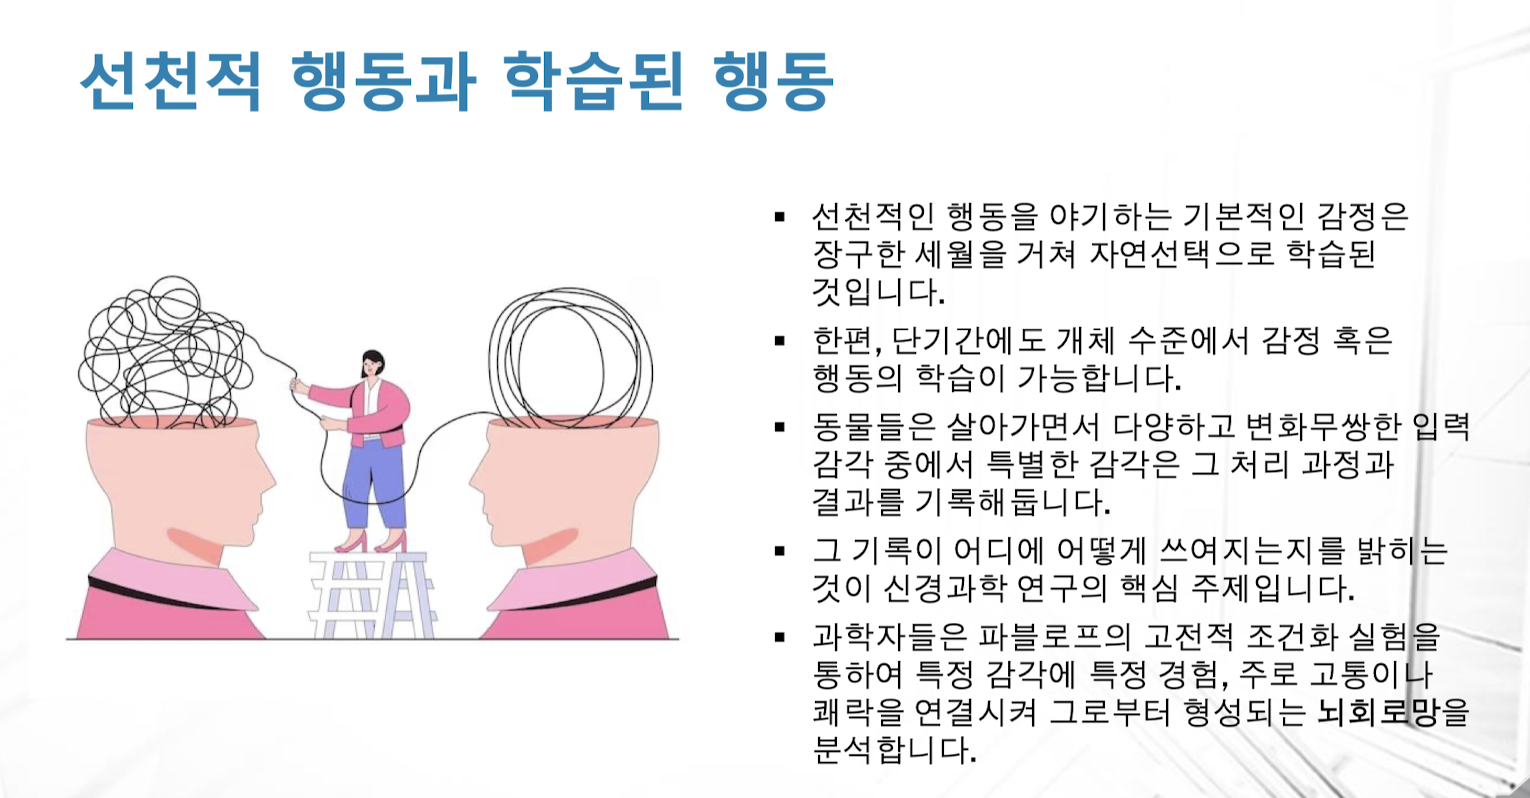 선천적 행동과 학습된 행동
▪ 선천적인 행동을 야기하는 기본적인 감정은
장구한 세월을 거쳐 자연선택으로 학습된
것입니다.
▪ 한편, 단기간에도 개체 수준에서 감정 혹은
행동의 학습이 가능합니다.
▪ 동물들은 살아가면서 다양하고 변화무쌍한 입력
감각 중에서 특별한 감각은 그 처리 과정과
결과를 기록해둡니다.
▪ 그 기록이 어디에 어떻게 쓰여지는지를 밝히는
것이 신경과학 연구의 핵심 주제입니다.
▪ 과학자들은 파블로프의 고전적 조건화 실험을
통하여 특정 감각에 특정 경험, 주로 고통이나
쾌락을 연결시켜 그로부터 형성되는 뇌회로망을
분석합니다.